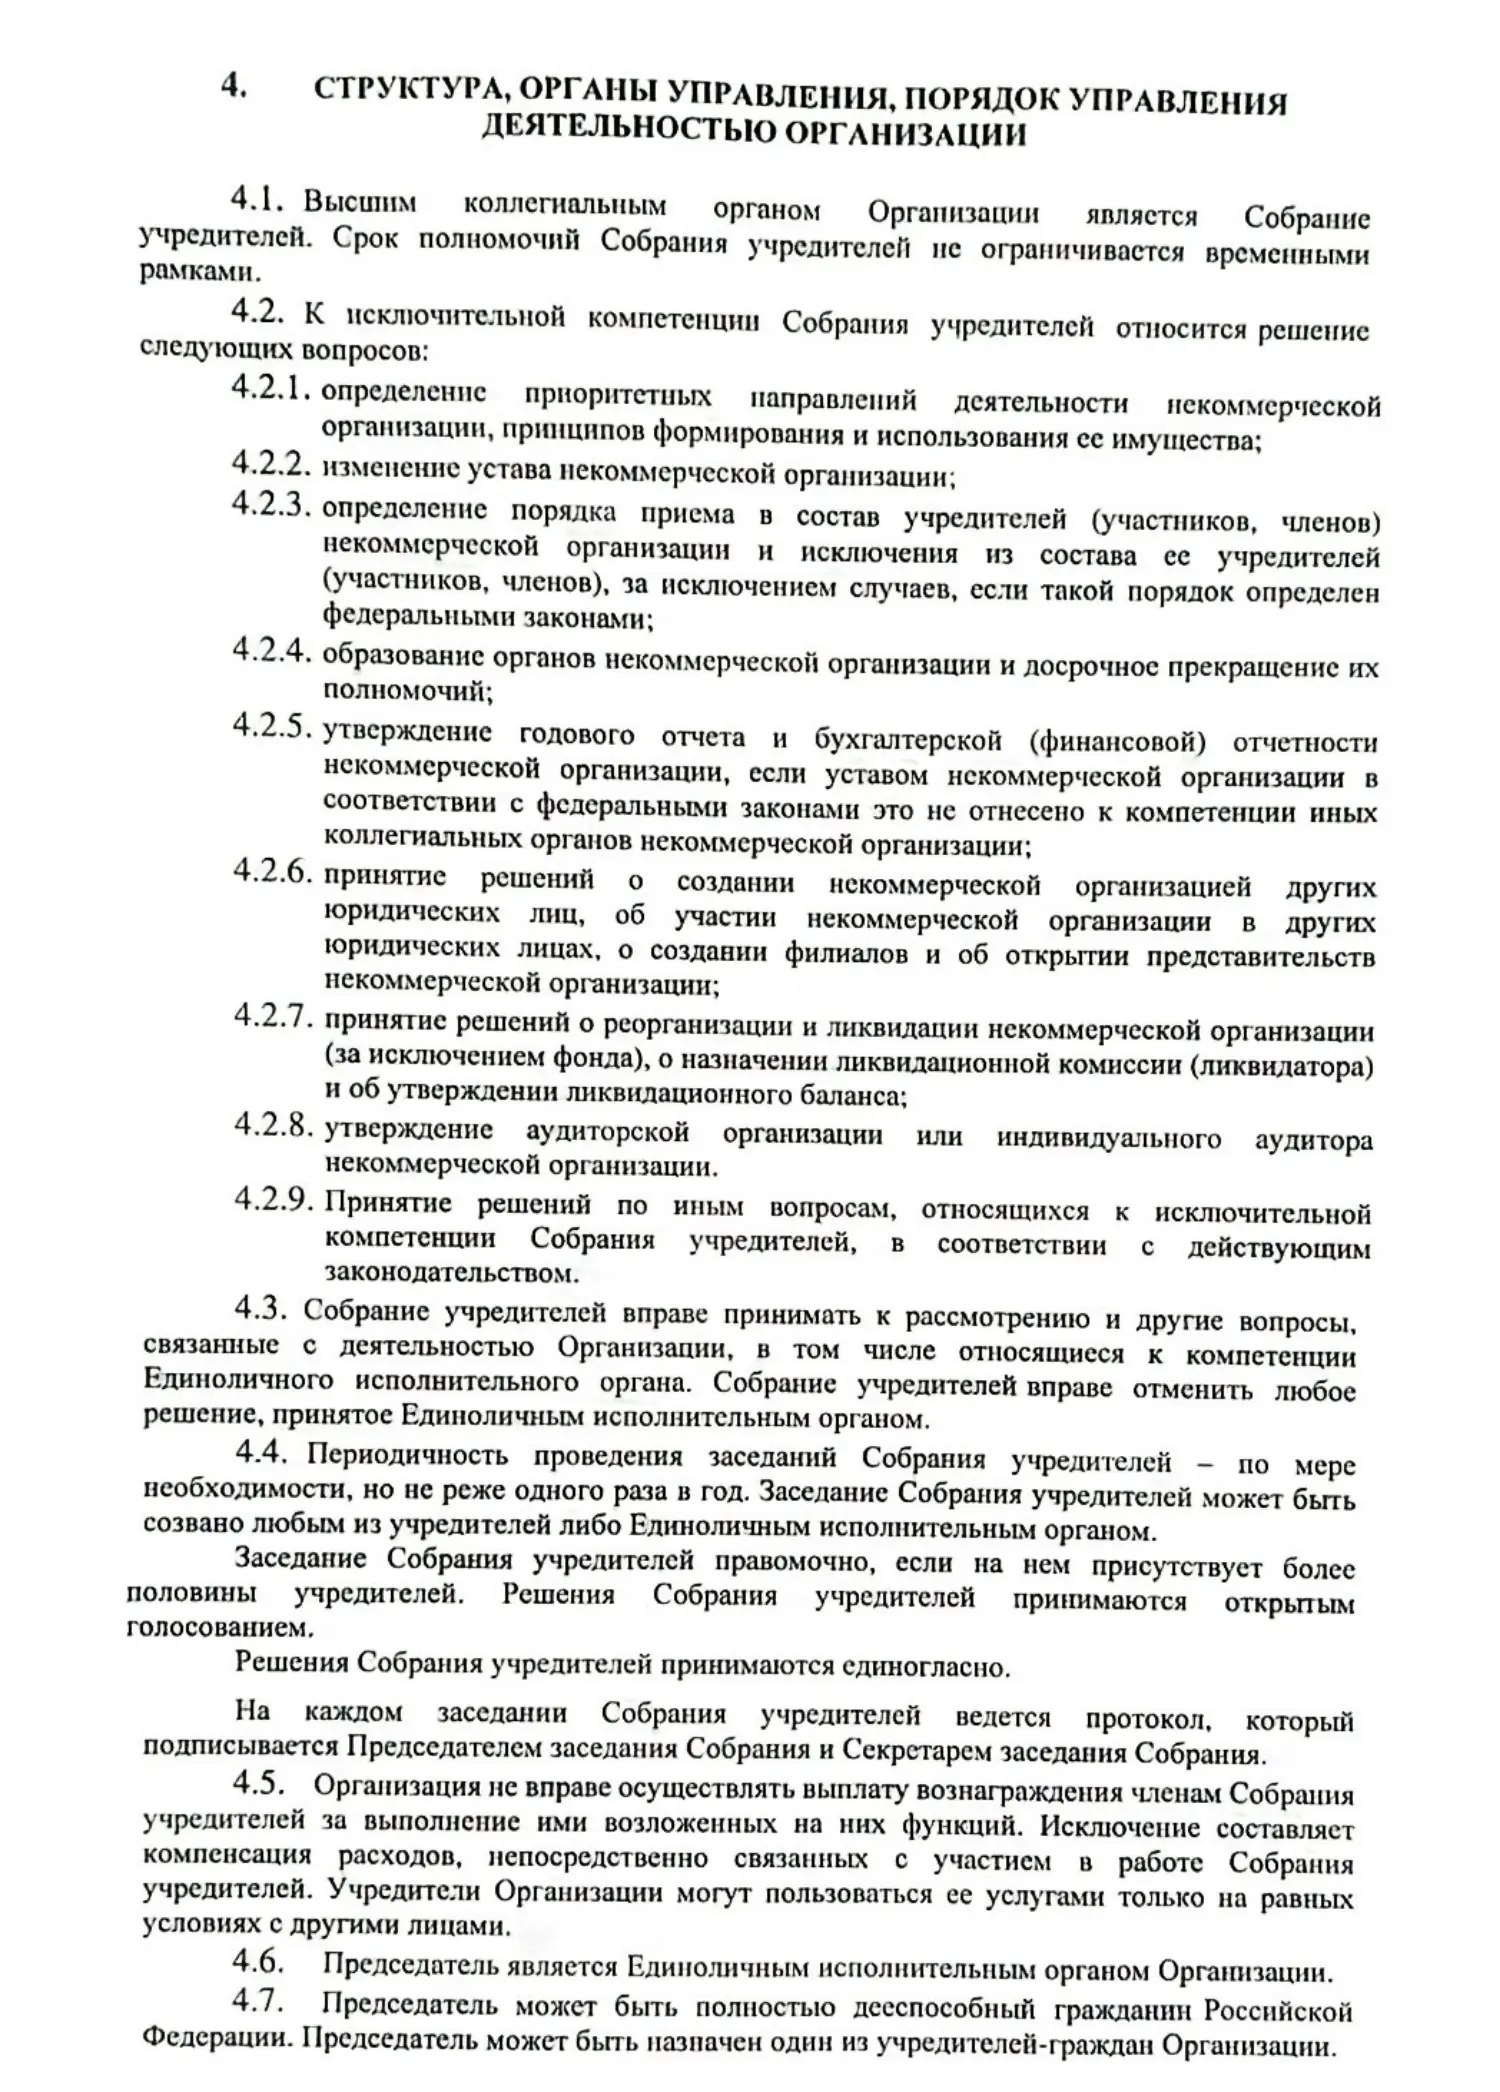 4. СТРУКТУРА, ОРГАНЫ УПРАВЛЕНИЯ, ПОРЯДОК УПРАВЛЕНИЯ
ДЕЯТЕЛЬНОСТЬЮ ОРГАНИЗАЦИИ
4.1. Высшим коллегиальным органом Организации является Собрание
учредителей. Срок полномочий Собрания учредителей не ограничивается временными
рамками.
4.2. К исключительной компетенции Собрания учредителей относится решение
следующих вопросов:
4.2.1. определение приоритетных направлений деятельности некоммерческой
организации, принципов формирования и использования ее имущества;
4.2.2. изменение устава некоммерческой организации;
4.2.3. определение порядка приема в состав учредителей (участников, членов)
некоммерческой организации и исключения из состава ее учредителей
(участников, членов), за исключением случаев, если такой порядок определен
федеральными законами;
4.2.4. образование органов некоммерческой организации и досрочное прекращение их
полномочий;
4.2.5. утверждение годового отчета и бухгалтерской (финансовой) отчетности
некоммерческой организации, если уставом некоммерческой организации в
соответствии с федеральными законами это не отнесено к компетенции иных
коллегиальных органов некоммерческой организации;
4.2.6. принятие решений о создании некоммерческой организацией других
юридических лиц, об участии некоммерческой организации в других
юридических лицах, о создании филиалов и об открытии представительств
некоммерческой организации;
4.2.7. принятие решений о реорганизации и ликвидации некоммерческой организации
(за исключением фонда), о назначении ликвидационной комиссии (ликвидатора)
и об утверждении ликвидационного баланса;
4.2.8. утверждение аудиторской организации или индивидуального аудитора
некоммерческой организации.
4.2.9. Принятие решений по иным вопросам, относящихся к исключительной
компетенции Собрания учредителей, в соответствии с действующим
законодательством.
4.3. Собрание учредителей вправе принимать к рассмотрению и другие вопросы,
связанные с деятельностью Организации, в том числе относящиеся к компетенции
Единоличного исполнительного органа. Собрание учредителей вправе отменить любое
решение, принятое Единоличным исполнительным органом.
4.4. Периодичность проведения заседаний Собрания учредителей – по мере
необходимости, но не реже одного раза в год. Заседание Собрания учредителей может быть
созвано любым из учредителей либо Единоличным исполнительным органом.
Заседание Собрания учредителей правомочно, если на нем присутствует более
половины учредителей. Решения Собрания учредителей принимаются открытым
голосованием.
Решения Собрания учредителей принимаются единогласно.
На каждом заседании Собрания учредителей ведется протокол, который
подписывается Председателем заседания Собрания и Секретарем заседания Собрания.
4.5. Организация не вправе осуществлять выплату вознаграждения членам Собрания
учредителей за выполнение ими возложенных на них функций. Исключение составляет
компенсация расходов, непосредственно связанных с участием в работе Собрания
учредителей. Учредители Организации могут пользоваться ее услугами только на равных
условиях с другими лицами.
4.6. Председатель является Единоличным исполнительным органом Организации.
4.7. Председатель может быть полностью дееспособный гражданин Российской
Федерации. Председатель может быть назначен один из учредителей-граждан Организации.